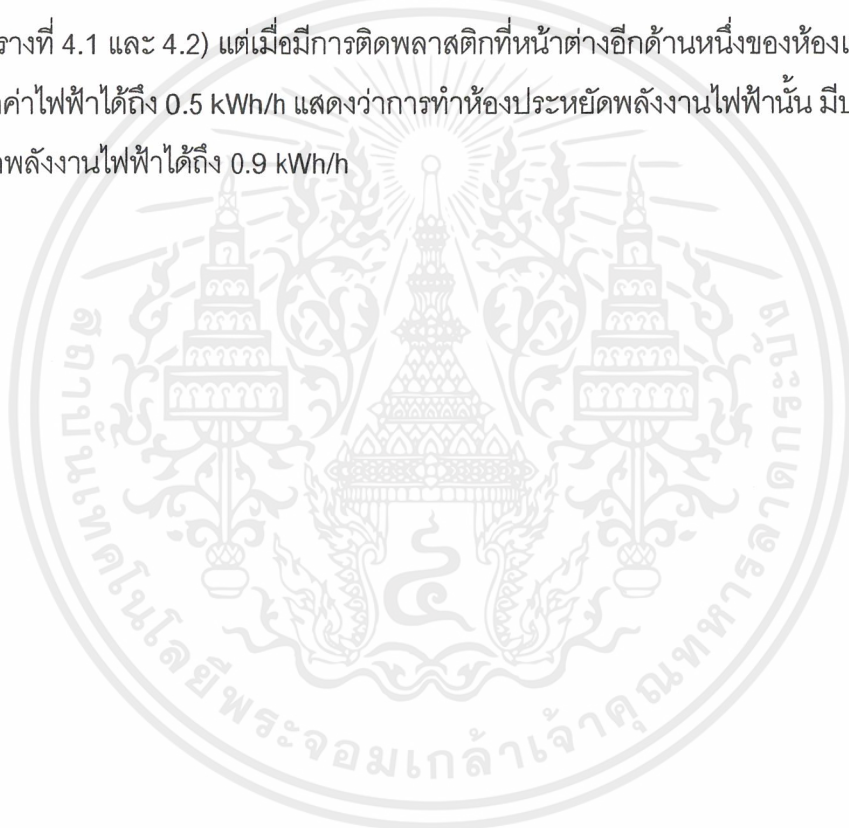 รางที่ 4.1 และ 4.2) แต่เมื่อมีการติดพลาสติกที่หน้าต่างอีกด้านหนึ่งของห้อง
ค่าไฟฟ้าได้ถึง 0.5 kWh/h แสดงว่าการทำห้องประหยัดพลังงานไฟฟ้านั้น มี
พลังงานไฟฟ้าได้ถึง 0.9 kWh/h
สถาบันเทคโนโลยีพระจอมเกล้าเจ้าคุณทหารลาดกระบัง